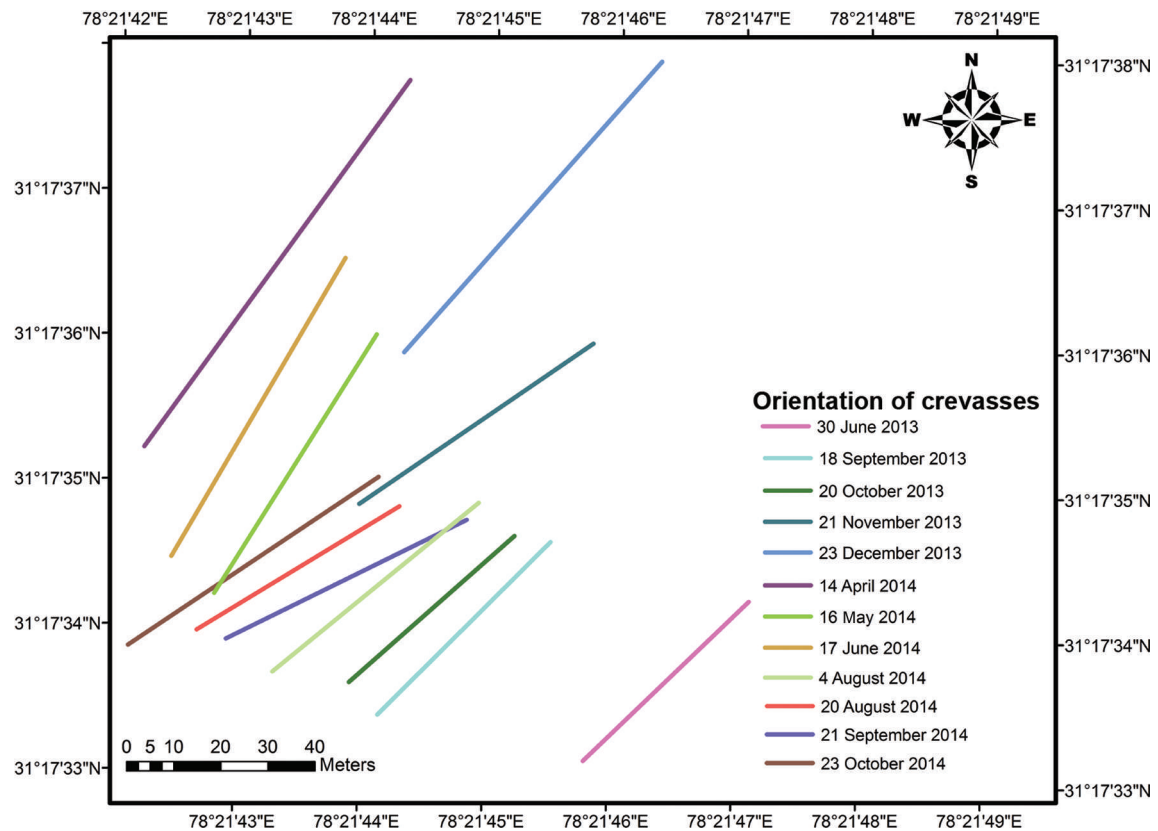 78°21'42"E 78°21'43"E 78°21'44"E 78°21'45"E 78°21'46"E 78°21'47"E 78°21'48"E 78°21'49"E
31°17'38"N
N
W E
S
31°17'37"N
31°17'37"N
31°17'36"N
31°17'36"N
Orientation of crevasses
30 June 2013
18 September 2013
31°17'35"N
20 October 2013
31°17'35"N
21 November 2013
23 December 2013
14 April 2014
16 May 2014
31°17'34"N
17 June 2014
31°17'34"N
4 August 2014
20 August 2014
21 September 2014
0 5 10 20 30 40
Meters
23 October 2014
31°17'33"N
31°17'33"N
78°21'43"E 78°21'44"E 78°21'45"E 78°21'46"E 78°21'47"E 78°21'48"E 78°21'49"E